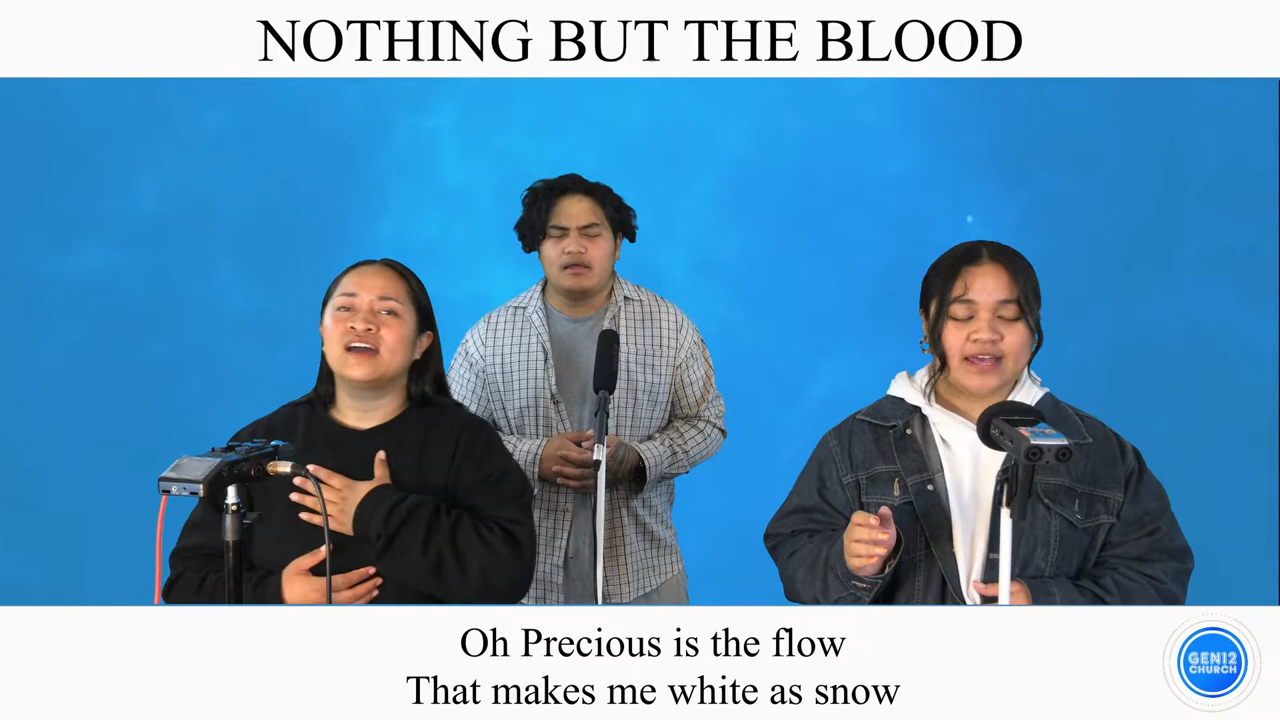 NOTHING BUT THE BLOOD
Oh Precious is the flow
That makes me white as snow
GEN12
CHURCH